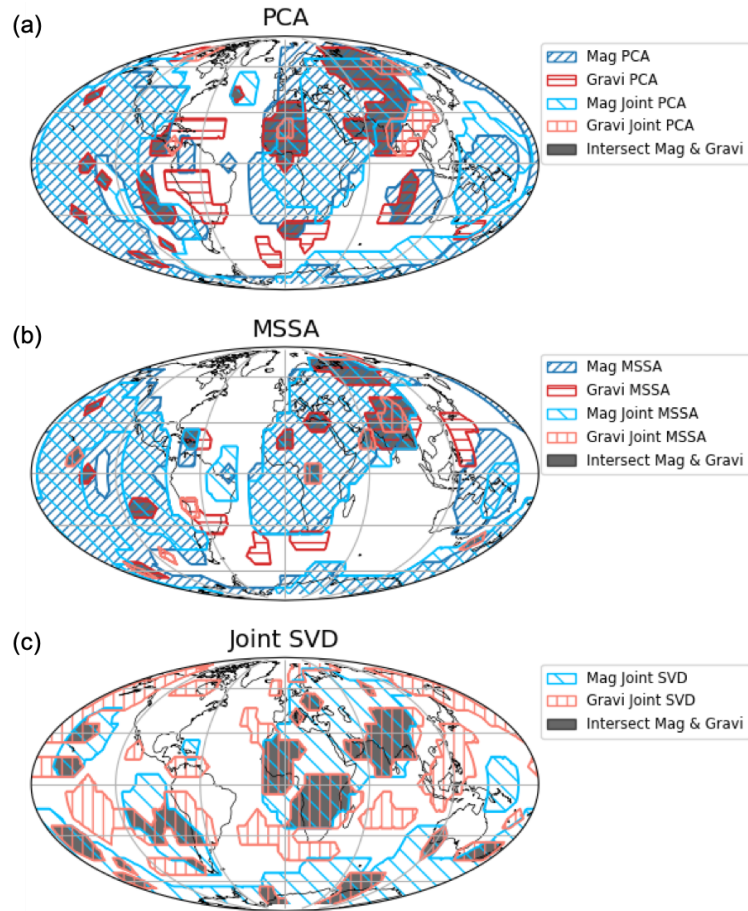 (a)
PCA
Mag PCA
Gravi PCA
Mag Joint PCA
Gravi Joint PCA
Intersect Mag & Gravi
(b)
MSSA
Mag MSSA
Gravi MSSA
Mag Joint MSSA
Gravi Joint MSSA
Intersect Mag & Gravi
(c)
Joint SVD
Mag Joint SVD
Gravi Joint SVD
Intersect Mag & Gravi